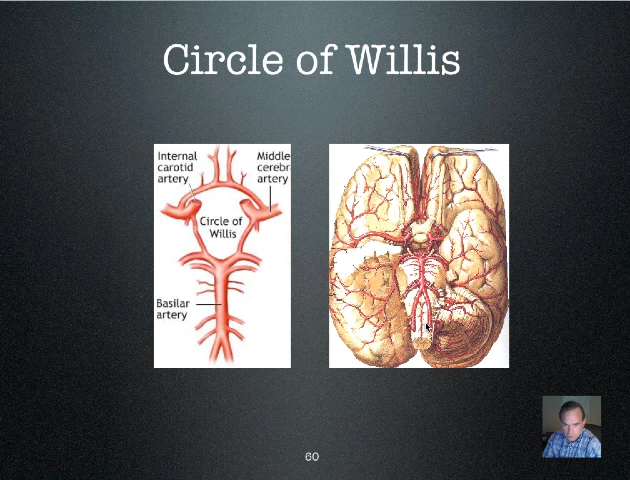 Circle of Willis
Internal
carotid
artery
Middle
cerebr
artery
Circle of
Willis
Basilar
artery
60